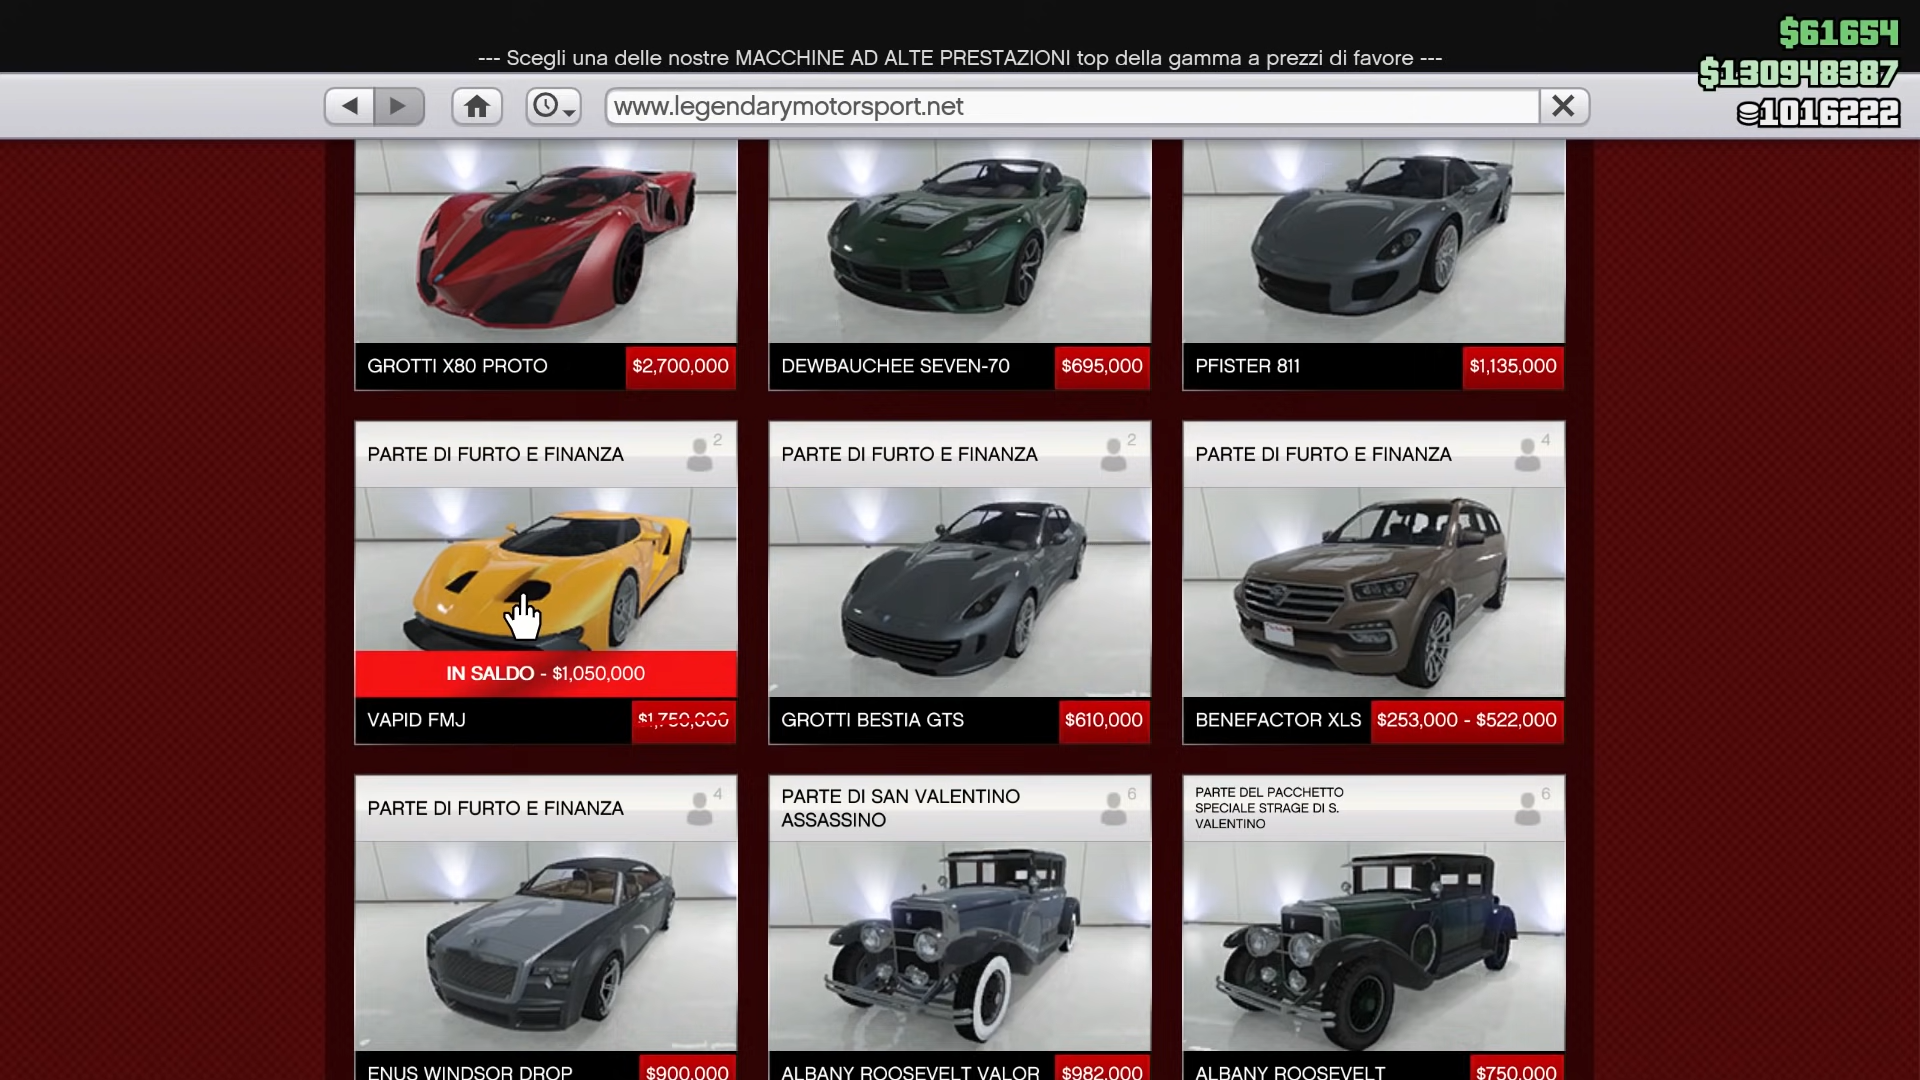 --- Scegli una delle nostre MACCHINE AD ALTE PRESTAZIONI top della gamma a prezzi di favore ---
$61654
$130948387
1016222
www.legendarymotorsport.net
GROTTI X80 PROTO $2,700,000
DEWBAUCHEE SEVEN-70 $695,000
PFISTER 811 $1,135,000
PARTE DI FURTO E FINANZA 2
PARTE DI FURTO E FINANZA 2
PARTE DI FURTO E FINANZA 4
IN SALDO - $1,050,000
VAPID FMJ $1,750,000
GROTTI BESTIA GTS $610,000
BENEFACTOR XLS $253,000 - $522,000
PARTE DI FURTO E FINANZA 4
PARTE DI SAN VALENTINO
ASSASSINO 6
PARTE DEL PACCHETTO
SPECIALE STRAGE DI S.
VALENTINO 6
ENUS WINDSOR DROP $900,000
ALBANY ROOSEVELT VALOR $982,000
ALBANY ROOSEVELT $750,000